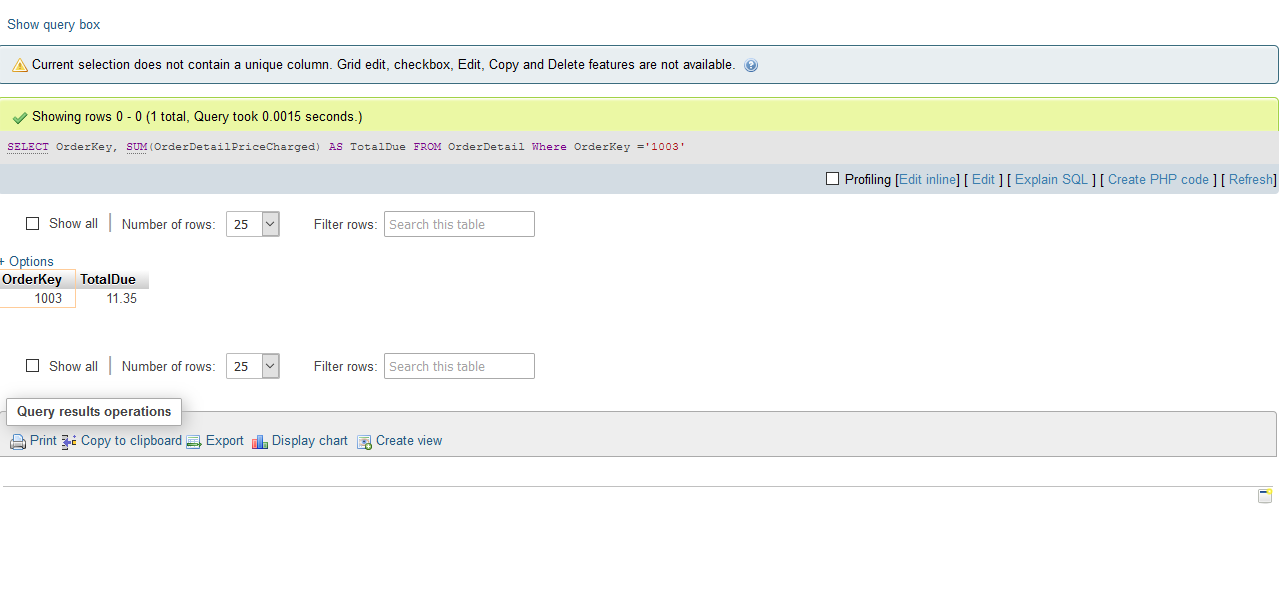 Show query box
Current selection does not contain a unique column. Grid edit, checkbox, Edit, Copy and Delete features are not available.
Showing rows 0 - 0 (1 total, Query took 0.0015 seconds.)
SELECT OrderKey, SUM(OrderDetailPriceCharged) AS TotalDue FROM OrderDetail Where OrderKey ='1003'
Profiling [Edit inline] [ Edit ] [ Explain SQL ] [ Create PHP code ] [ Refresh]
Show all Number of rows: 25 Filter rows: Search this table
+ Options
OrderKey TotalDue
1003 11.35
Show all Number of rows: 25 Filter rows: Search this table
Query results operations
Print Copy to clipboard Export Display chart Create view